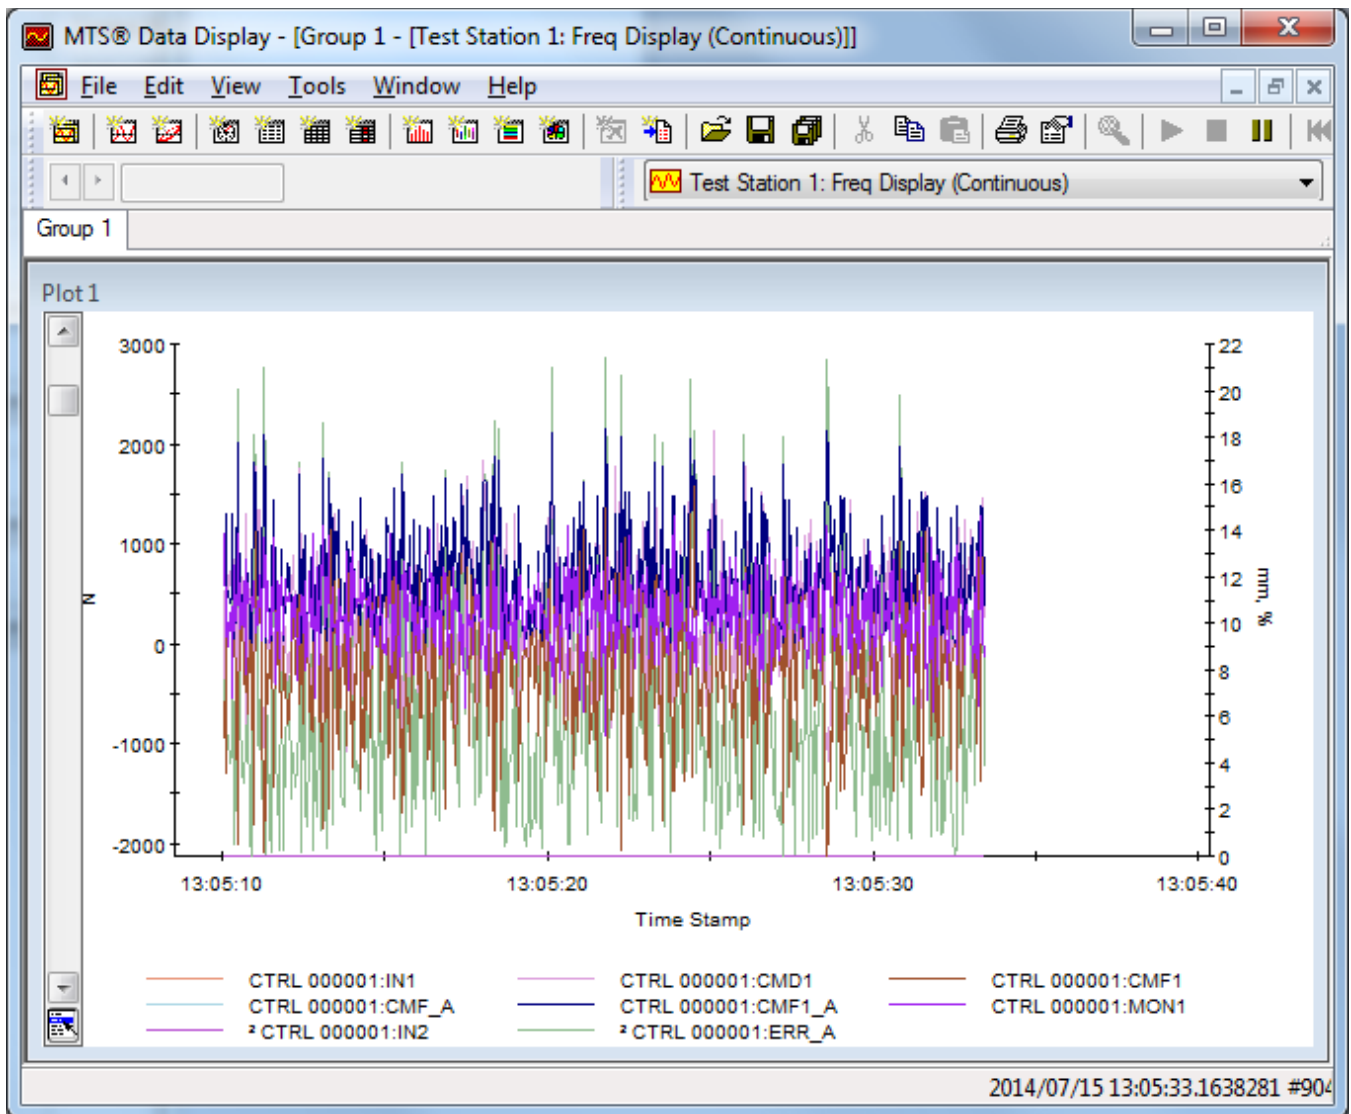 MTS® Data Display - [Group 1 - [Test Station 1: Freq Display (Continuous)]]
File Edit View Tools Window Help
Test Station 1: Freq Display (Continuous)
Group 1
Plot 1
3000
2000
1000
0
-1000
-2000
N
22
20
18
16
14
12
10
8
6
4
2
0
mm, %
13:05:10 13:05:20 13:05:30 13:05:40
Time Stamp
CTRL 000001:IN1 CTRL 000001:CMD1 CTRL 000001:CMF1
CTRL 000001:CMF_A CTRL 000001:CMF1_A CTRL 000001:MON1
² CTRL 000001:IN2 ² CTRL 000001:ERR_A
2014/07/15 13:05:33.1638281 #904